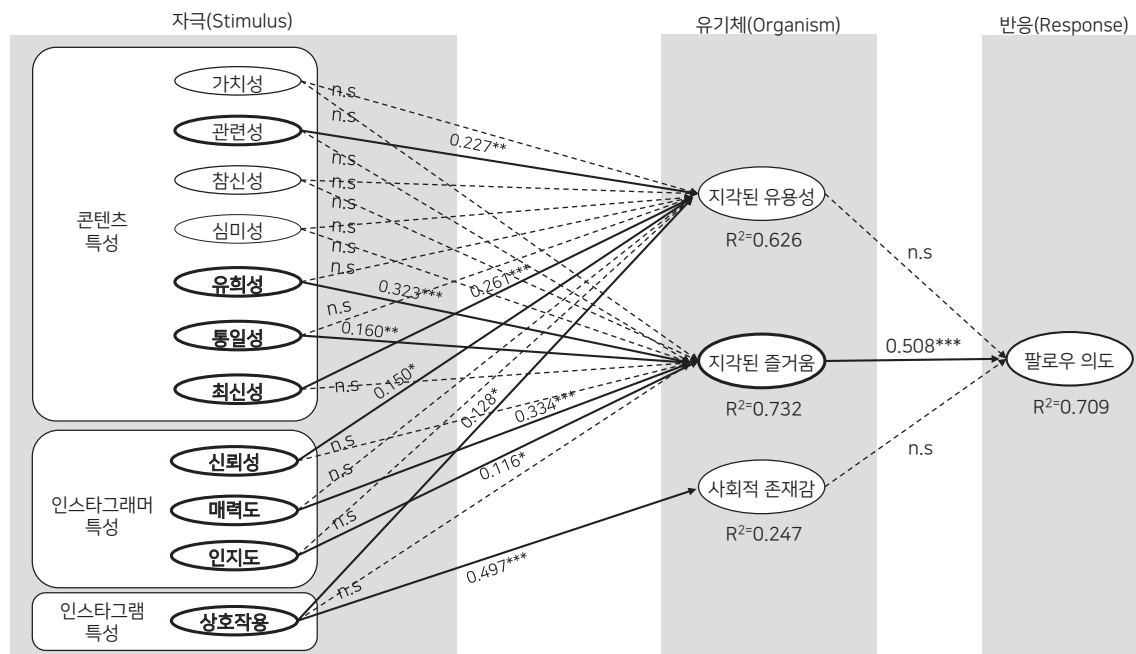 자극(Stimulus)
유기체(Organism)
반응(Response)
콘텐츠
특성
가치성
관련성
참신성
심미성
유희성
통일성
최신성
인스타그래머
특성
신뢰성
매력도
인지도
인스타그램
특성
상호작용
n.s
n.s
0.227**
n.s
n.s
n.s
n.s
n.s
n.s
n.s
0.323***
0.261***
n.s
0.160**
n.s
0.150*
0.128*
0.334***
n.s
n.s
0.116*
n.s
0.497***
n.s
지각된 유용성
R²=0.626
지각된 즐거움
R²=0.732
사회적 존재감
R²=0.247
n.s
0.508***
n.s
팔로우 의도
R²=0.709